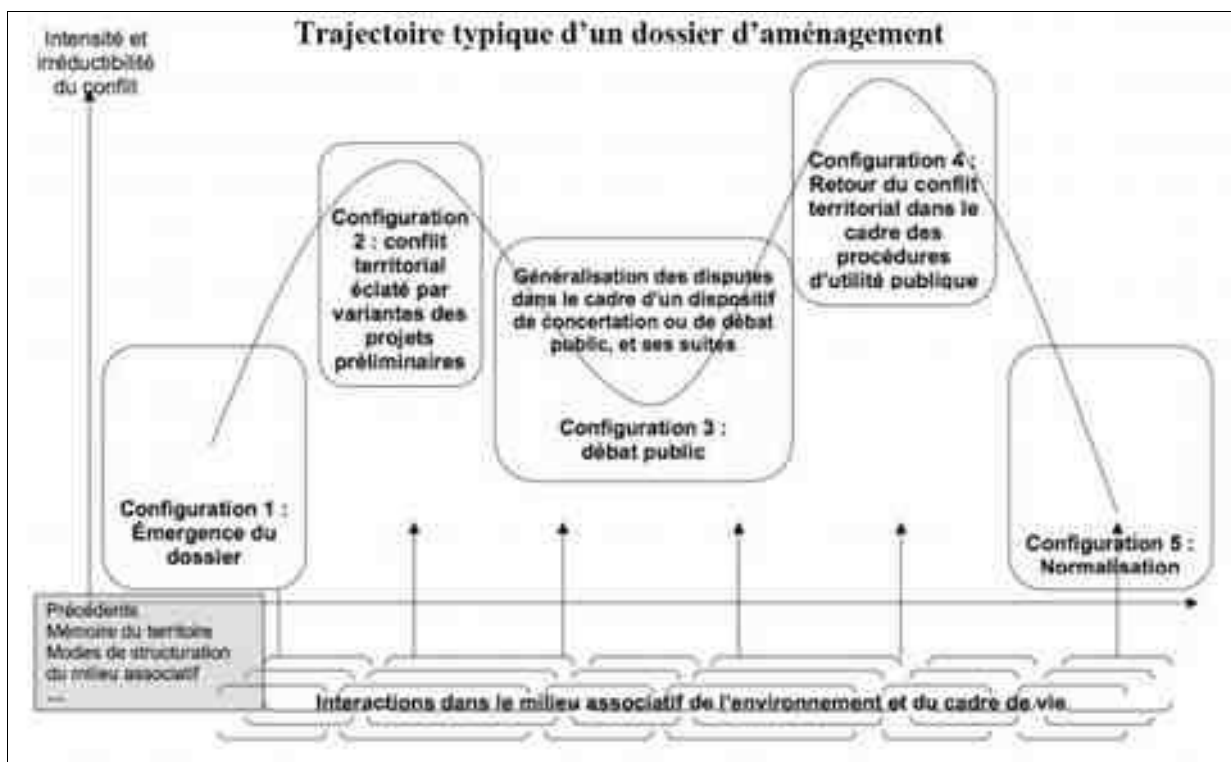 Trajectoire typique d'un dossier d'aménagement
Intensité et
irréductibilité
du conflit
Configuration 1 :
Émergence du
dossier
Configuration
2 : conflit
territorial
éclaté par
variantes des
projets
préliminaires
Généralisation des disputes
dans le cadre d'un dispositif
de concertation ou de débat
public, et ses suites
Configuration 3 :
débat public
Configuration 4 :
Retour du conflit
territorial dans le
cadre des
procédures
d'utilité publique
Configuration 5 :
Normalisation
Précédents
Mémoire du territoire
Modes de structuration
du milieu associatif
....
Interactions dans le milieu associatif de l'environnement et du cadre de vie